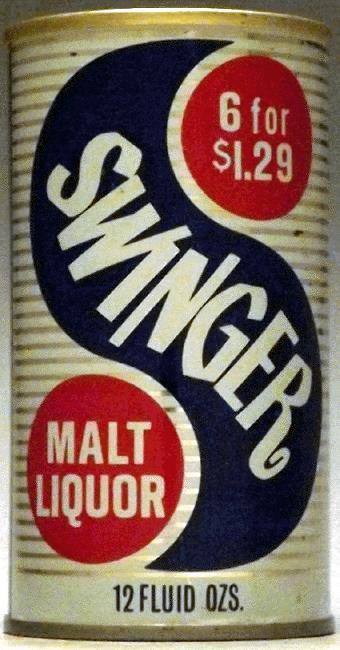 6 for
$1.29
SWINGER
MALT
LIQUOR
12 FLUID OZS.